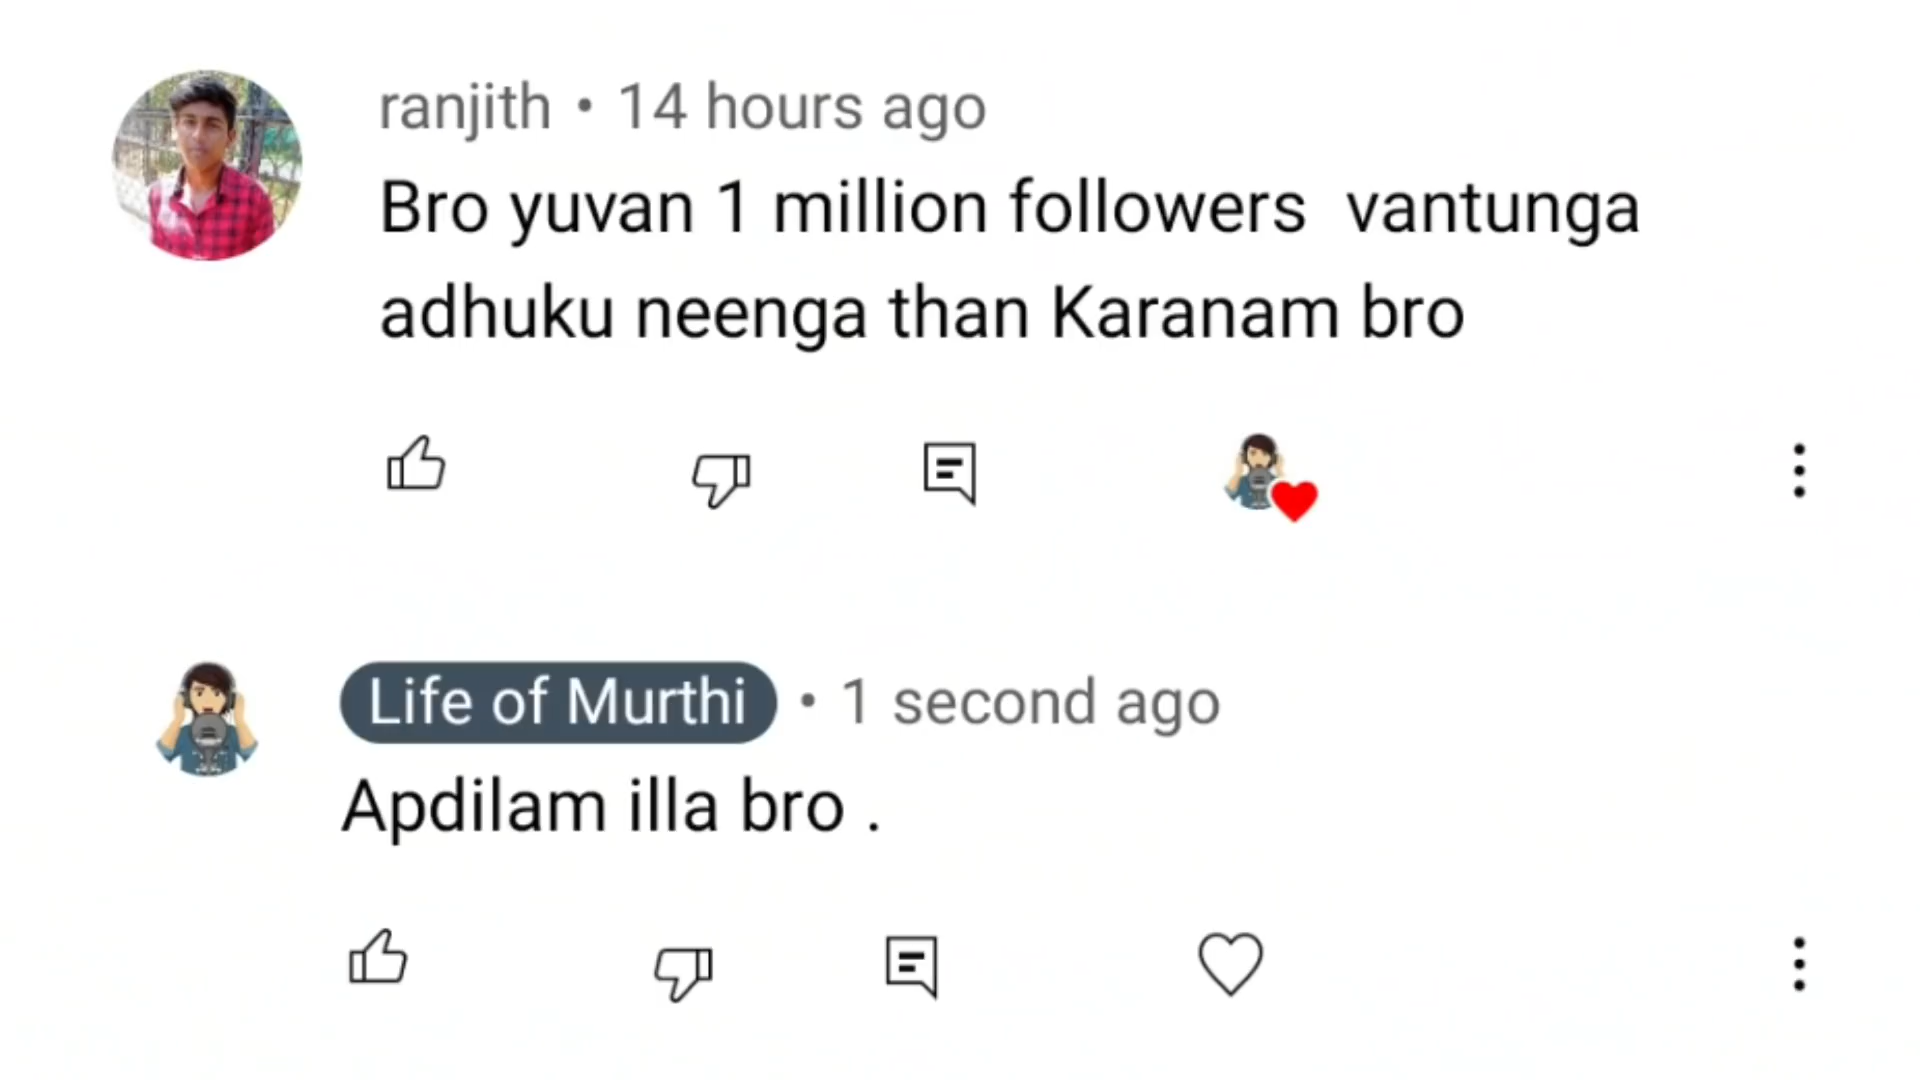 ranjith • 14 hours ago
Bro yuvan 1 million followers  vantunga
adhuku neenga than Karanam bro
Life of Murthi • 1 second ago
Apdilam illa bro .